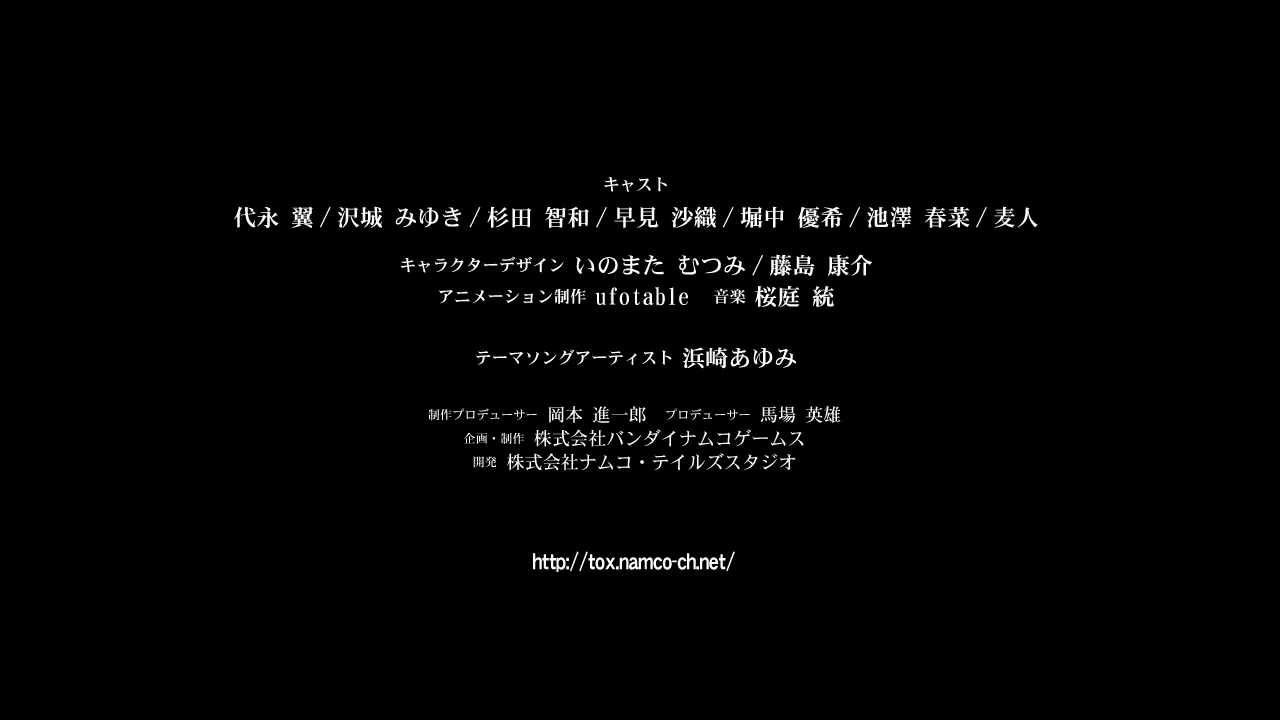 キャスト
代永 翼 / 沢城 みゆき / 杉田 智和 / 早見 沙織 / 堀中 優希 / 池澤 春菜 / 麦人
キャラクターデザイン いのまた むつみ / 藤島 康介
アニメーション制作 ufotable 音楽 桜庭 統
テーマソングアーティスト 浜崎あゆみ
制作プロデューサー 岡本 進一郎 プロデューサー 馬場 英雄
企画・制作 株式会社バンダイナムコゲームス
開発 株式会社ナムコ・テイルズスタジオ
http://tox.namco-ch.net/